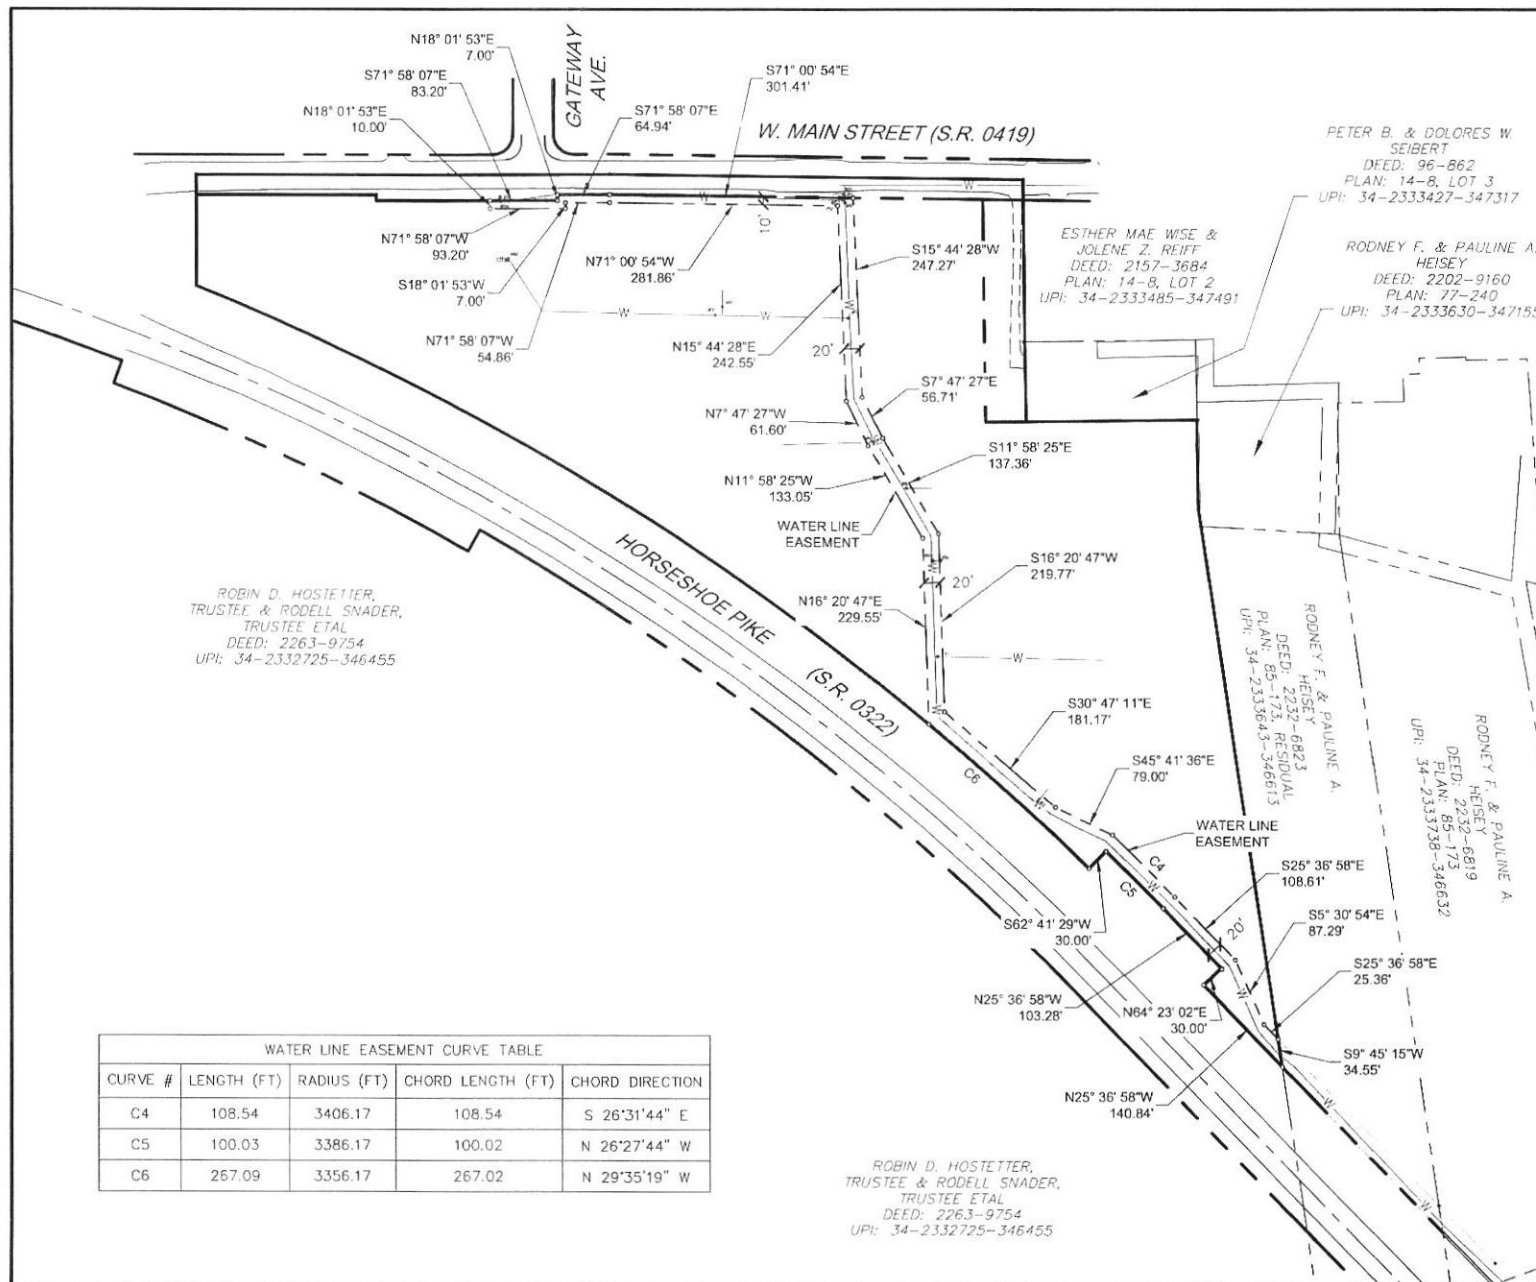 N18° 01' 53"E
7.00'
S71° 58' 07"E
83.20'
N18° 01' 53"E
10.00'
GATEWAY
AVE.
S71° 58' 07"E
64.94'
S71° 00' 54"E
301.41'
W. MAIN STREET (S.R. 0419)
PETER B. & DOLORES W.
SEIBERT
DEED: 96-862
PLAN: 14-8, LOT 3
UPI: 34-2333427-347317
ESTHER MAE WISE &
JOLENE Z. REIFF
DEED: 2157-3684
PLAN: 14-8, LOT 2
UPI: 34-2333485-347491
RODNEY F. & PAULINE A.
HEISEY
DEED: 2202-9160
PLAN: 77-240
UPI: 34-2333630-347155
N71° 58' 07"W
93.20'
S18° 01' 53"W
7.00'
N71° 00' 54"W
281.86'
10'
S15° 44' 28"W
247.27'
N71° 58' 07"W
54.86'
W
W
W
W
N15° 44' 28"E
242.55'
20'
S7° 47' 27"E
56.71'
N7° 47' 27"W
61.60'
S11° 58' 25"E
137.36'
N11° 58' 25"W
133.05'
WATER LINE
EASEMENT
S16° 20' 47"W
219.77'
20'
N16° 20' 47"E
229.55'
W
HORSESHOE PIKE
(S.R. 0322)
ROBIN D. HOSTETTER,
TRUSTEE & RODELL SNADER,
TRUSTEE ETAL
DEED: 2263-9754
UPI: 34-2332725-346455
RODNEY F. & PAULINE A.
HEISEY
DEED: 2232-6823
PLAN: 85-173, RESIDUAL
UPI: 34-2333643-346613
RODNEY F. & PAULINE A.
HEISEY
DEED: 2232-6819
PLAN: 85-173
UPI: 34-2333738-346632
S30° 47' 11"E
181.17'
C6
S45° 41' 36"E
79.00'
WATER LINE
EASEMENT
C4
C5
W
S25° 36' 58"E
108.61'
S62° 41' 29"W
30.00'
20'
S5° 30' 54"E
87.29'
S25° 36' 58"E
25.36'
N25° 36' 58"W
103.28'
N64° 23' 02"E
30.00'
W
S9° 45' 15"W
34.55'
N25° 36' 58"W
140.84'
W
W
WATER LINE EASEMENT CURVE TABLE
CURVE # LENGTH (FT) RADIUS (FT) CHORD LENGTH (FT) CHORD DIRECTION
C4 108.54 3406.17 108.54 S 26°31'44" E
C5 100.03 3386.17 100.02 N 26°27'44" W
C6 267.09 3356.17 267.02 N 29°35'19" W
ROBIN D. HOSTETTER,
TRUSTEE & RODELL SNADER,
TRUSTEE ETAL
DEED: 2263-9754
UPI: 34-2332725-346455